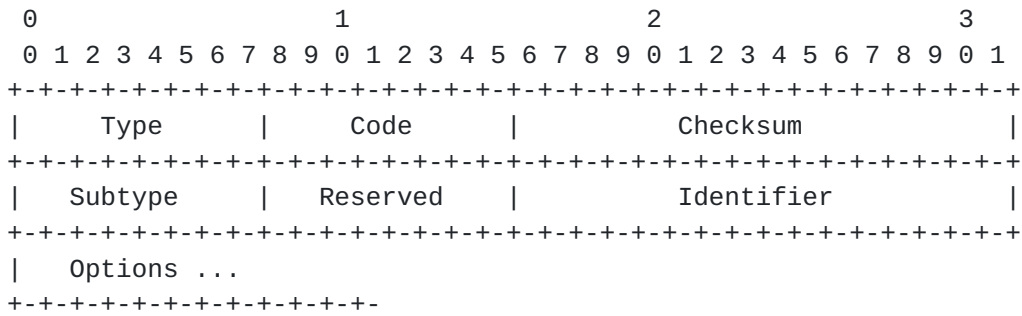 0                   1                   2                   3
 0 1 2 3 4 5 6 7 8 9 0 1 2 3 4 5 6 7 8 9 0 1 2 3 4 5 6 7 8 9 0 1
+-+-+-+-+-+-+-+-+-+-+-+-+-+-+-+-+-+-+-+-+-+-+-+-+-+-+-+-+-+-+-+-+
|     Type      |     Code      |          Checksum             |
+-+-+-+-+-+-+-+-+-+-+-+-+-+-+-+-+-+-+-+-+-+-+-+-+-+-+-+-+-+-+-+-+
|   Subtype     |   Reserved    |          Identifier           |
+-+-+-+-+-+-+-+-+-+-+-+-+-+-+-+-+-+-+-+-+-+-+-+-+-+-+-+-+-+-+-+-+
|   Options ...
+-+-+-+-+-+-+-+-+-+-+-+-